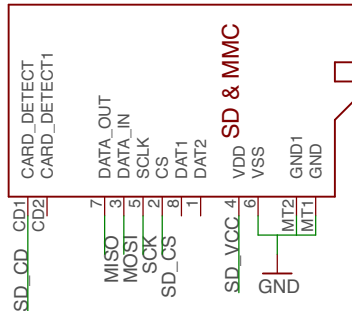 SD & MMC
CARD_DETECT
CARD_DETECT1
DATA_OUT
DATA_IN
SCLK
CS
DAT1
DAT2
VDD
VSS
GND1
GND
CD1
CD2
7
3
5
2
8
1
4
6
MT2
MT1
SD_CD
MISO
MOSI
SCK
SD_CS
SD_VCC
GND